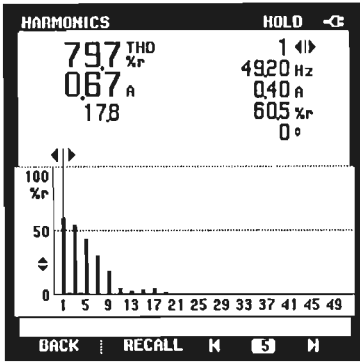 HARMONICS HOLD
79.7 THD %r
0.67 A
17.8
1
49.20 Hz
0.40 A
60.5 %r
0°
100
%r
50
0
1 5 9 13 17 21 25 29 33 37 41 45 49
BACK RECALL 5